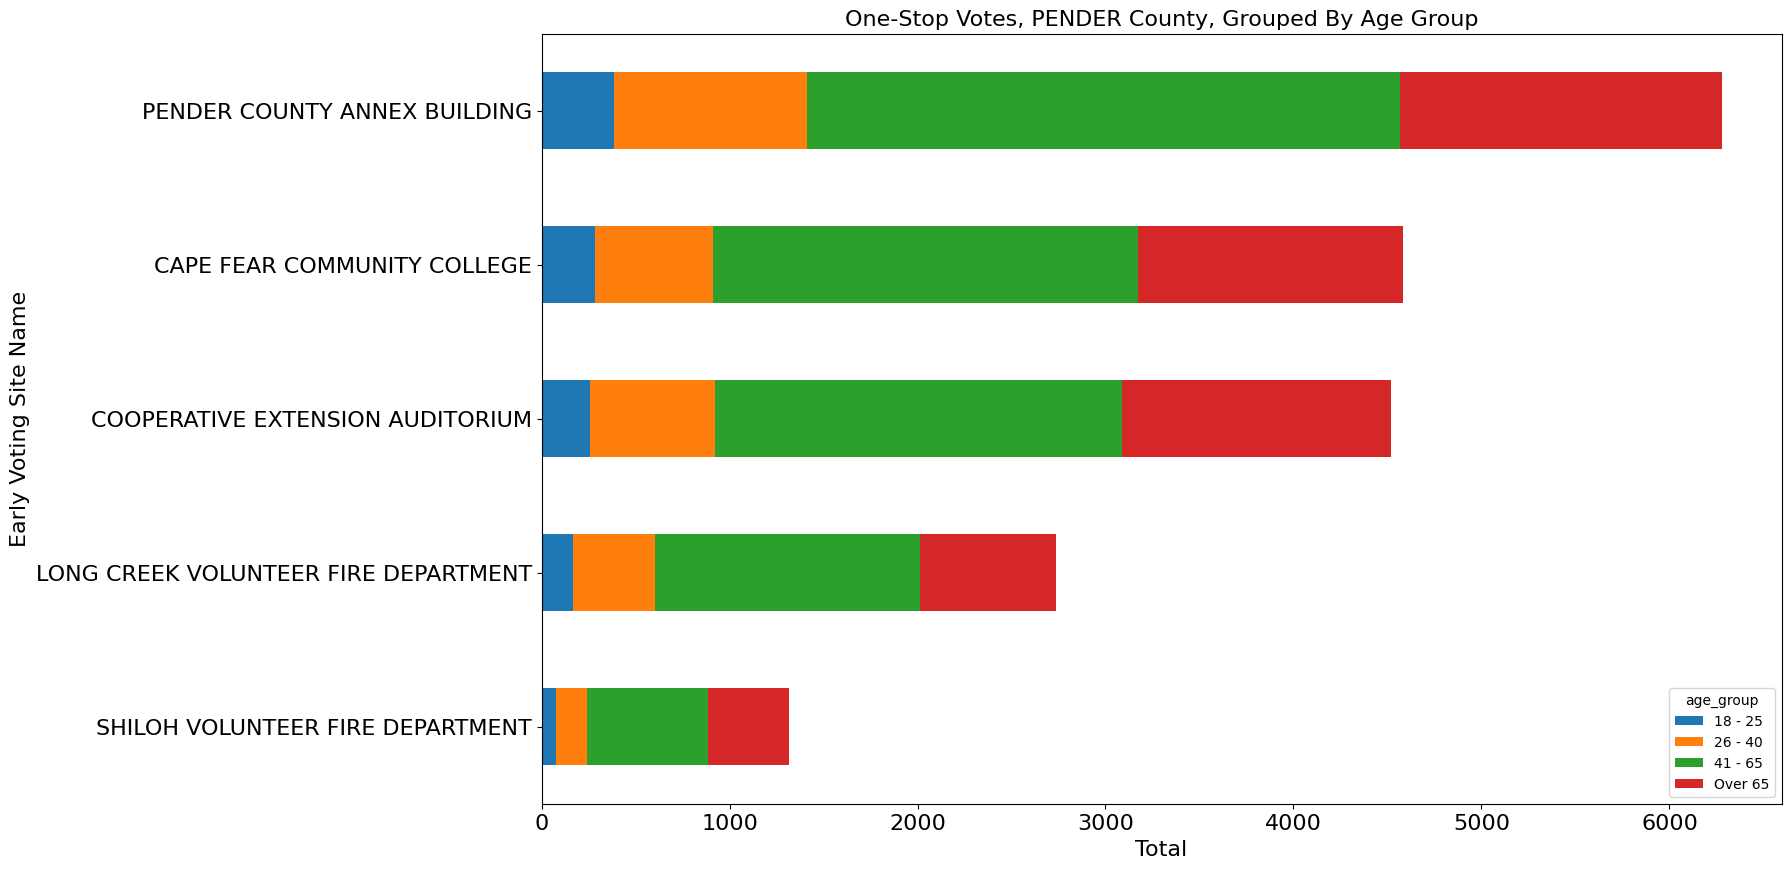 One-Stop Votes, PENDER County, Grouped By Age Group
Early Voting Site Name
PENDER COUNTY ANNEX BUILDING
CAPE FEAR COMMUNITY COLLEGE
COOPERATIVE EXTENSION AUDITORIUM
LONG CREEK VOLUNTEER FIRE DEPARTMENT
SHILOH VOLUNTEER FIRE DEPARTMENT
age_group
18 - 25
26 - 40
41 - 65
Over 65
0 1000 2000 3000 4000 5000 6000
Total